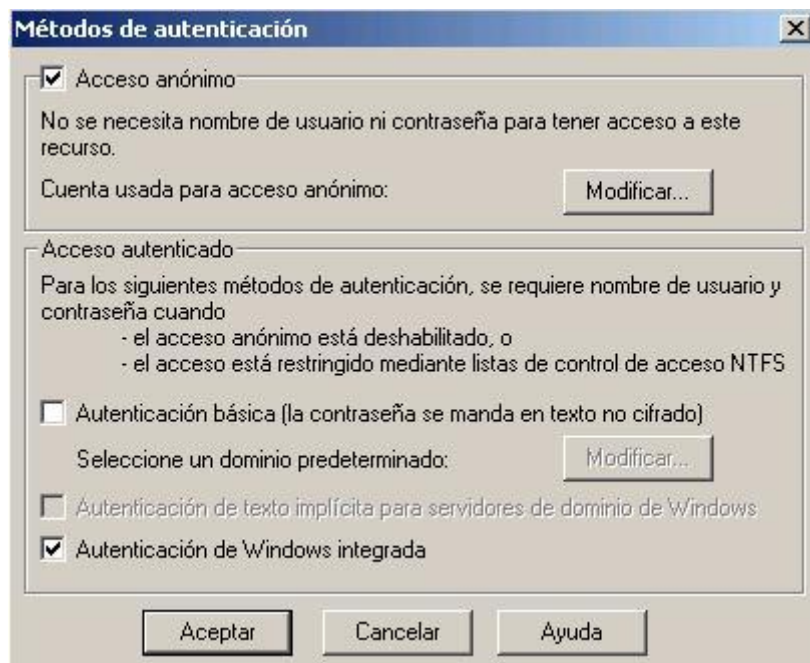 Métodos de autenticación
Acceso anónimo
No se necesita nombre de usuario ni contraseña para tener acceso a este
recurso.
Cuenta usada para acceso anónimo:
Modificar...
Acceso autenticado
Para los siguientes métodos de autenticación, se requiere nombre de usuario y
contraseña cuando
- el acceso anónimo está deshabilitado, o
- el acceso está restringido mediante listas de control de acceso NTFS
Autenticación básica (la contraseña se manda en texto no cifrado)
Seleccione un dominio predeterminado:
Modificar...
Autenticación de texto implícita para servidores de dominio de Windows
Autenticación de Windows integrada
Aceptar
Cancelar
Ayuda